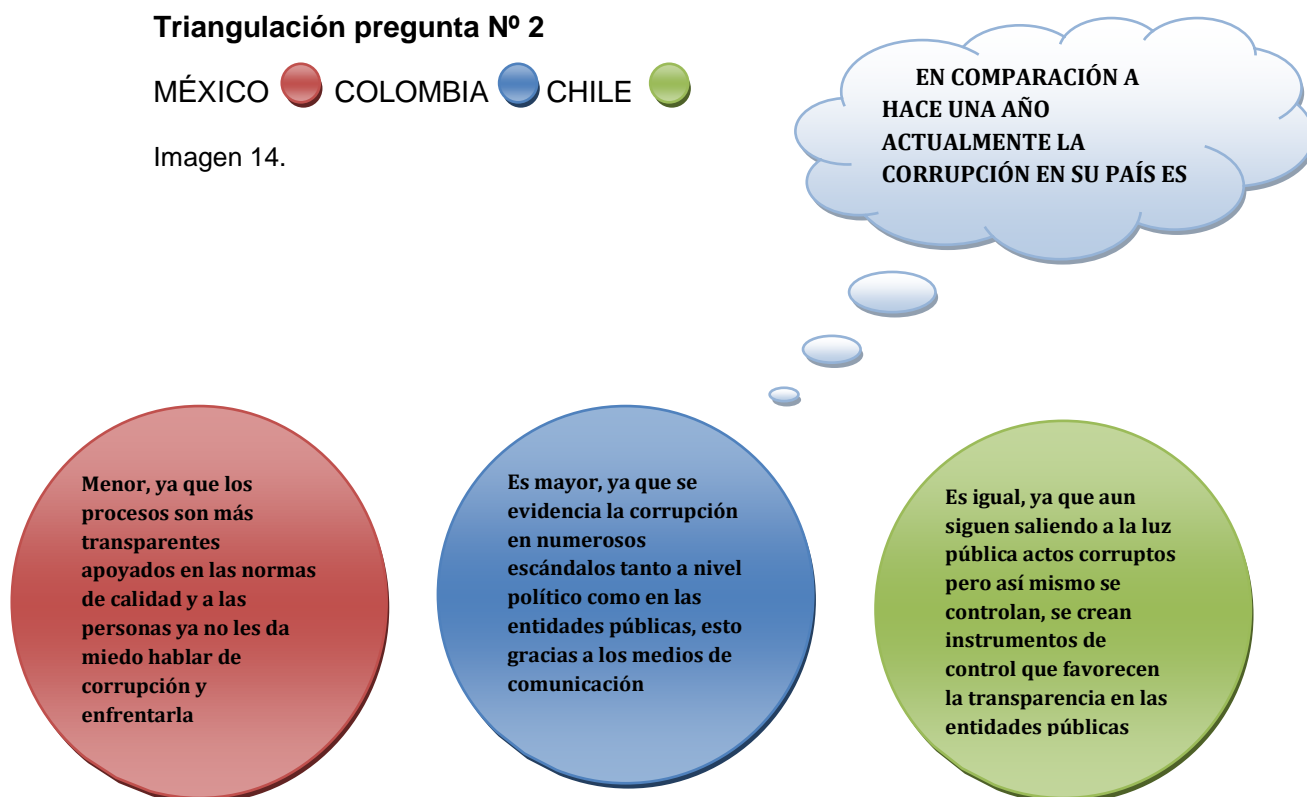 Triangulación pregunta Nº 2
MÉXICO COLOMBIA CHILE
Imagen 14.
EN COMPARACIÓN A
HACE UNA AÑO
ACTUALMENTE LA
CORRUPCIÓN EN SU PAÍS ES
Menor, ya que los
procesos son más
transparentes
apoyados en las normas
de calidad y a las
personas ya no les da
miedo hablar de
corrupción y
enfrentarla
Es mayor, ya que se
evidencia la corrupción
en numerosos
escándalos tanto a nivel
político como en las
entidades públicas, esto
gracias a los medios de
comunicación
Es igual, ya que aun
siguen saliendo a la luz
pública actos corruptos
pero así mismo se
controlan, se crean
instrumentos de
control que favorecen
la transparencia en las
entidades públicas